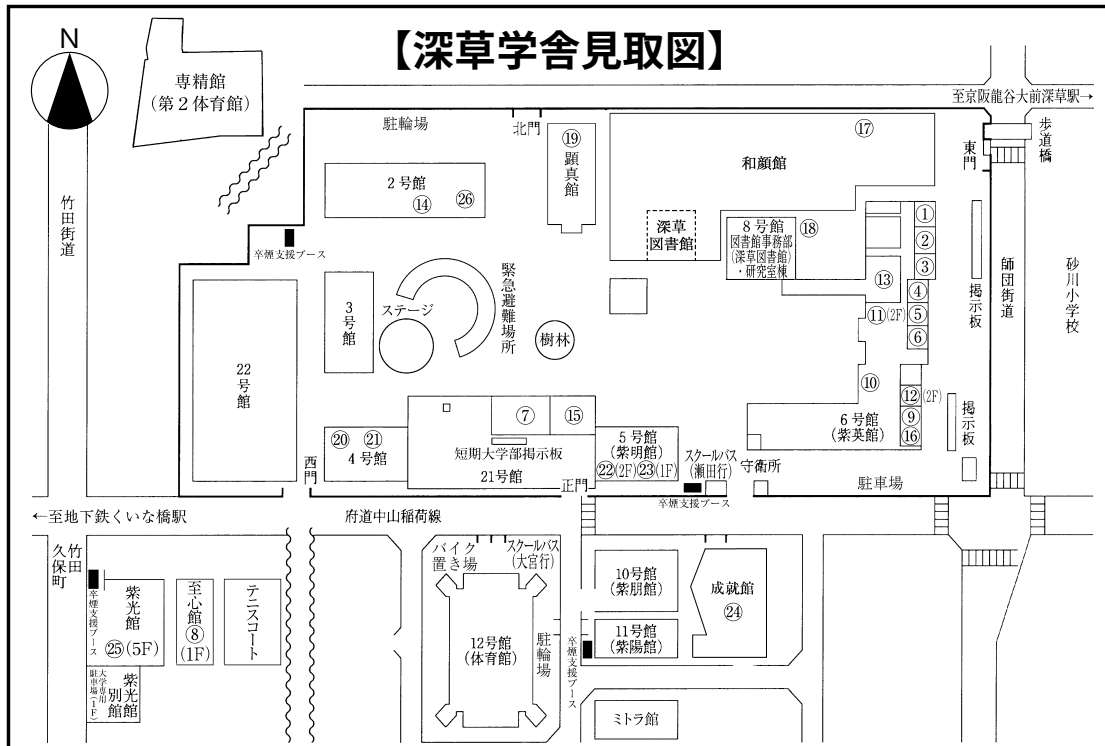 【深草学舎見取図】
N
専精館
(第2体育館)
至京阪龍谷大前深草駅→
駐輪場
北門
⑲
顕真館
⑰
和顔館
東門
歩道橋
竹田街道
2号館
⑭
㉖
深草
図書館
8号館
図書館事務部
(深草図書館)
・研究室棟
⑱
①
②
③
⑬
④
⑤
⑥
⑪(2F)
掲示板
師団街道
砂川小学校
卒煙支援ブース
3号館
ステージ
緊急避難場所
樹林
22号館
⑩
⑫(2F)
⑨
⑯
6号館
(紫英館)
掲示板
⑦
⑮
短期大学部掲示板
21号館
⑳
㉑
4号館
5号館
(紫明館)
㉒(2F)㉓(1F)
スクールバス
(瀬田行)
守衛所
駐車場
西門
正門
卒煙支援ブース
←至地下鉄くいな橋駅
府道中山稲荷線
竹田
久保町
卒煙支援ブース
紫光館
㉕(5F)
至心館
⑧
(1F)
テニスコート
バイク
置き場
スクールバス
(大宮行)
12号館
(体育館)
駐輪場
卒煙支援ブース
10号館
(紫朋館)
11号館
(紫陽館)
成就館
㉔
紫光館
別館
大学専用
駐車場(1F)
ミトラ館